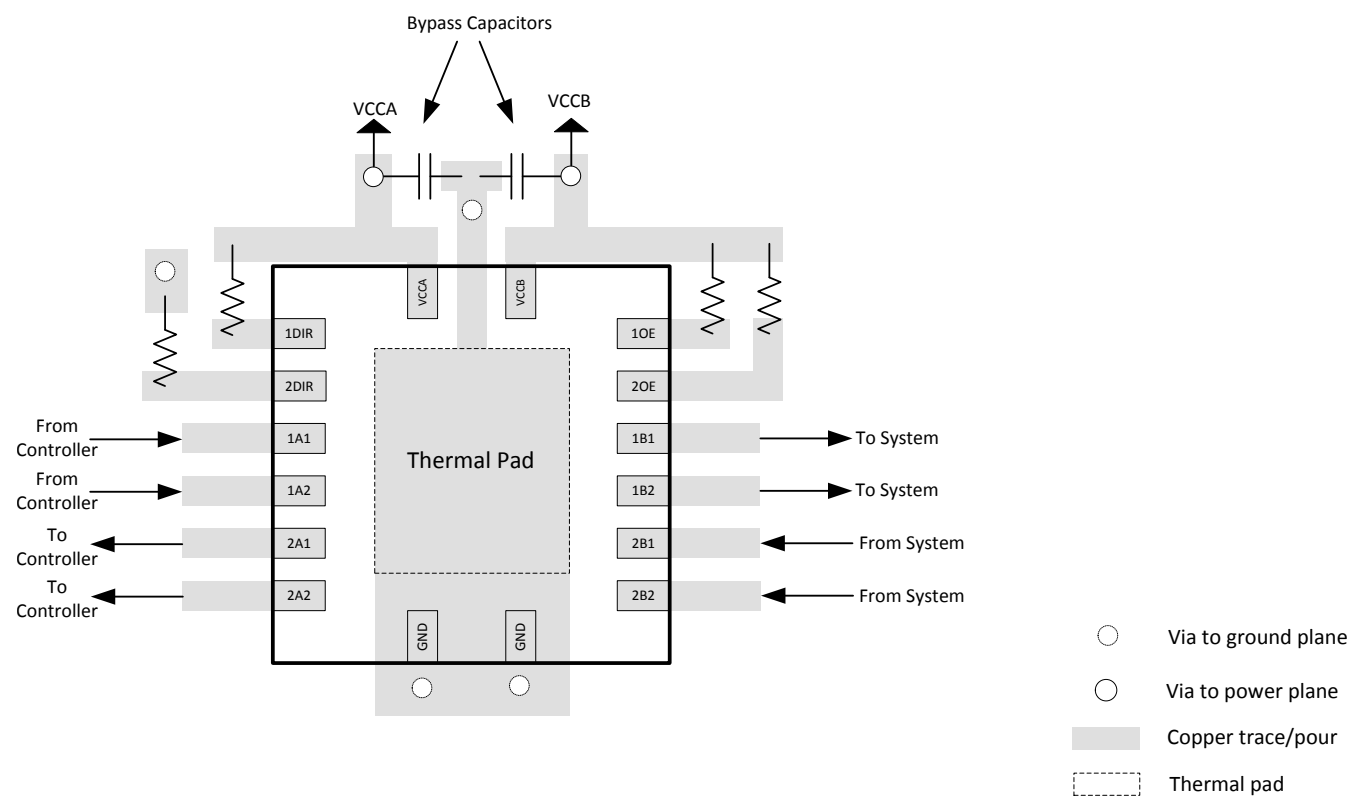 Bypass Capacitors
VCCA
VCCB
VCCA
VCCB
1DIR
1OE
2DIR
2OE
From
Controller
1A1
1B1
To System
From
Controller
Thermal Pad
1A2
1B2
To System
To
Controller
2A1
2B1
From System
To
Controller
2A2
2B2
From System
GND
GND
Via to ground plane
Via to power plane
Copper trace/pour
Thermal pad